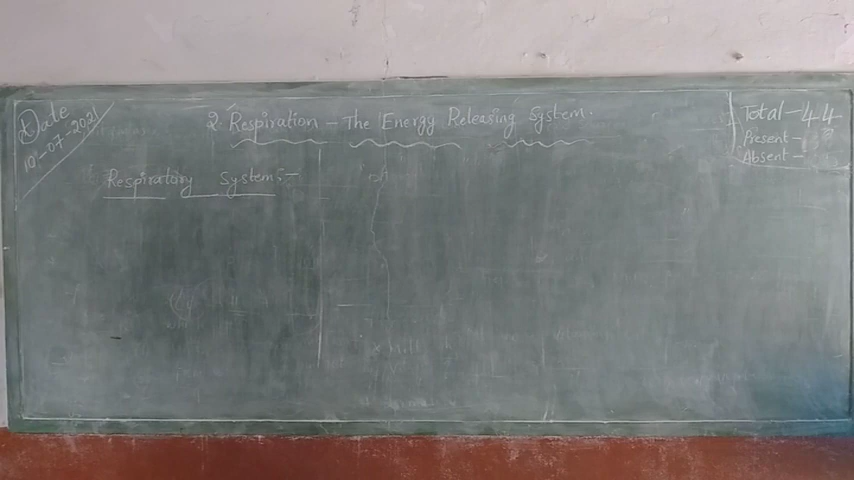 Date
10-07-2021
2 Respiration - The Energy Releasing System.
Total - 44
Present -
Absent -
Respiratory System :-